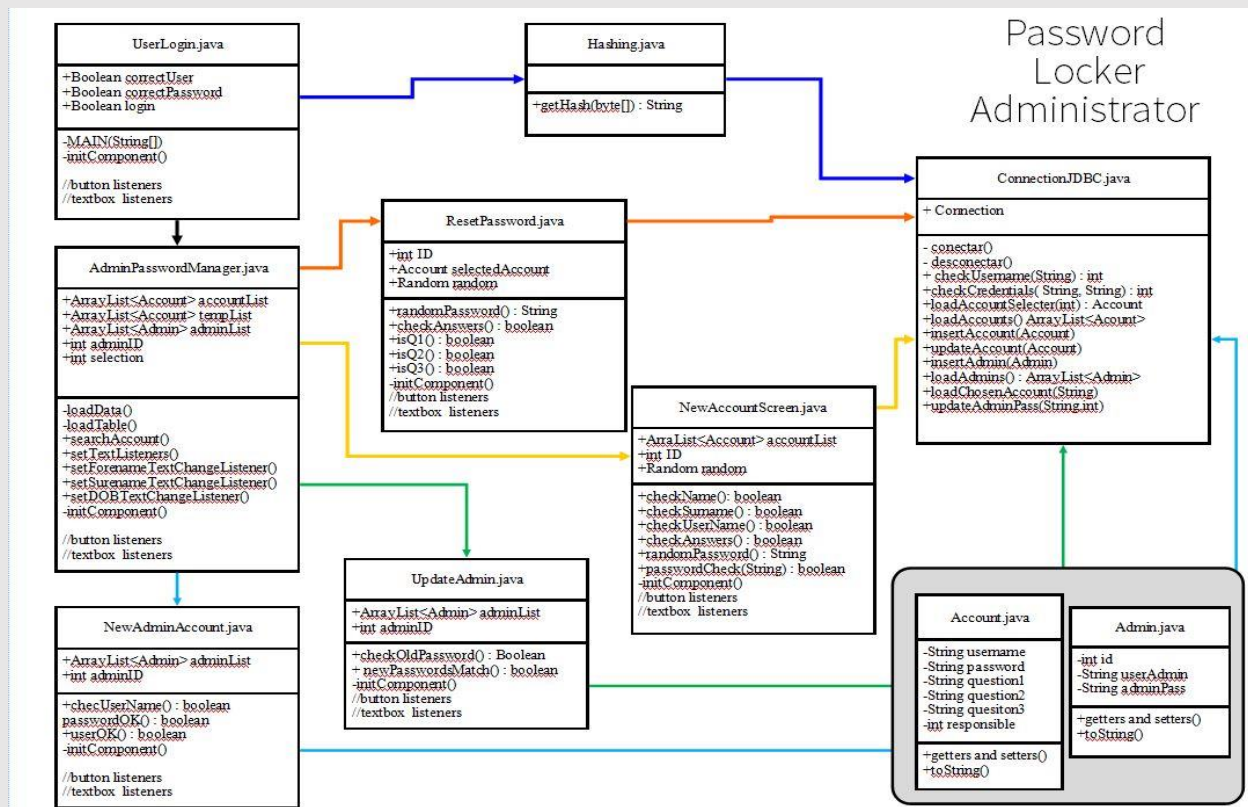 Password
Locker
Administrator
UserLogin.java
+Boolean correctUser
+Boolean correctPassword
+Boolean login
-MAIN(String[])
-initComponent()
//button listeners
//textbox listeners
Hashing.java
+getHash(byte[]) : String
ConnectionJDBC.java
+ Connection
- conectar()
- desconectar()
+ checkUsername(String) : int
+checkCredentials( String, String) : int
+loadAccountSelecter(int) : Account
+loadAccounts() ArrayList<Acount>
+insertAccount(Account)
+updateAccount(Account)
+insertAdmin(Admin)
+loadAdmins() : ArrayList<Admin>
+loadChosenAccount(String)
+updateAdminPass(String,int)
ResetPassword.java
+int ID
+Account selectedAccount
+Random random
+randomPassword() : String
+checkAnswers() : boolean
+isQ1() : boolean
+isQ2() : boolean
+isQ3() : boolean
-initComponent()
//button listeners
//textbox listeners
AdminPasswordManager.java
+ArrayList<Account> accountList
+ArrayList<Account> tempList
+ArrayList<Admin> adminList
+int adminID
+int selection
-loadData()
-loadTable()
+searchAccount()
+setTextListeners()
+setForenameTextChangeListener()
+setSurenameTextChangeListener()
+setDOBTextChangeListener()
-initComponent()
//button listeners
//textbox listeners
NewAccountScreen.java
+ArraList<Account> accountList
+int ID
+Random random
+checkName(): boolean
+checkSurname() : boolean
+checkUserName() : boolean
+checkAnswers() : boolean
+randomPassword() : String
+passwordCheck(String) : boolean
-initComponent()
//button listeners
//textbox listeners
UpdateAdmin.java
+ArrayList<Admin> adminList
+int adminID
+checkOldPassword() : Boolean
+ newPasswordsMatch() : boolean
-initComponent()
//button listeners
//textbox listeners
NewAdminAccount.java
+ArrayList<Admin> adminList
+int adminID
+checUserName() : boolean
passwordOK() : boolean
+userOK() : boolean
-initComponent()
//button listeners
//textbox listeners
Account.java
-String username
-String password
-String question1
-String question2
-String quesiton3
-int responsible
+getters and setters()
+toString()
Admin.java
-int id
-String userAdmin
-String adminPass
+getters and setters()
+toString()